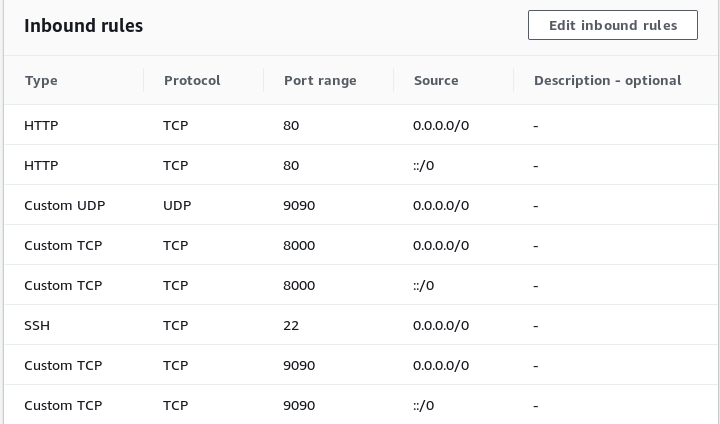 Inbound rules
Edit inbound rules
Type Protocol Port range Source Description - optional
HTTP TCP 80 0.0.0.0/0 -
HTTP TCP 80 ::/0 -
Custom UDP UDP 9090 0.0.0.0/0 -
Custom TCP TCP 8000 0.0.0.0/0 -
Custom TCP TCP 8000 ::/0 -
SSH TCP 22 0.0.0.0/0 -
Custom TCP TCP 9090 0.0.0.0/0 -
Custom TCP TCP 9090 ::/0 -